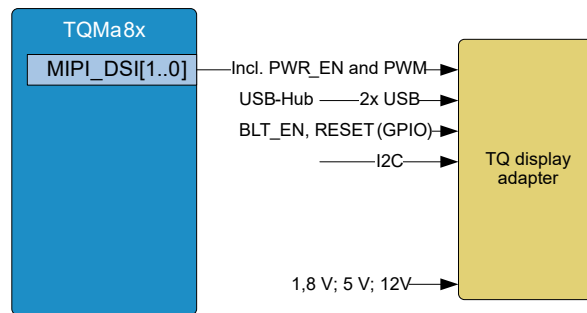 TQMa8x
MIPI_DSI[1..0]
Incl. PWR_EN and PWM
USB-Hub 2x USB
BLT_EN, RESET (GPIO)
I2C
TQ display
adapter
1,8 V; 5 V; 12V